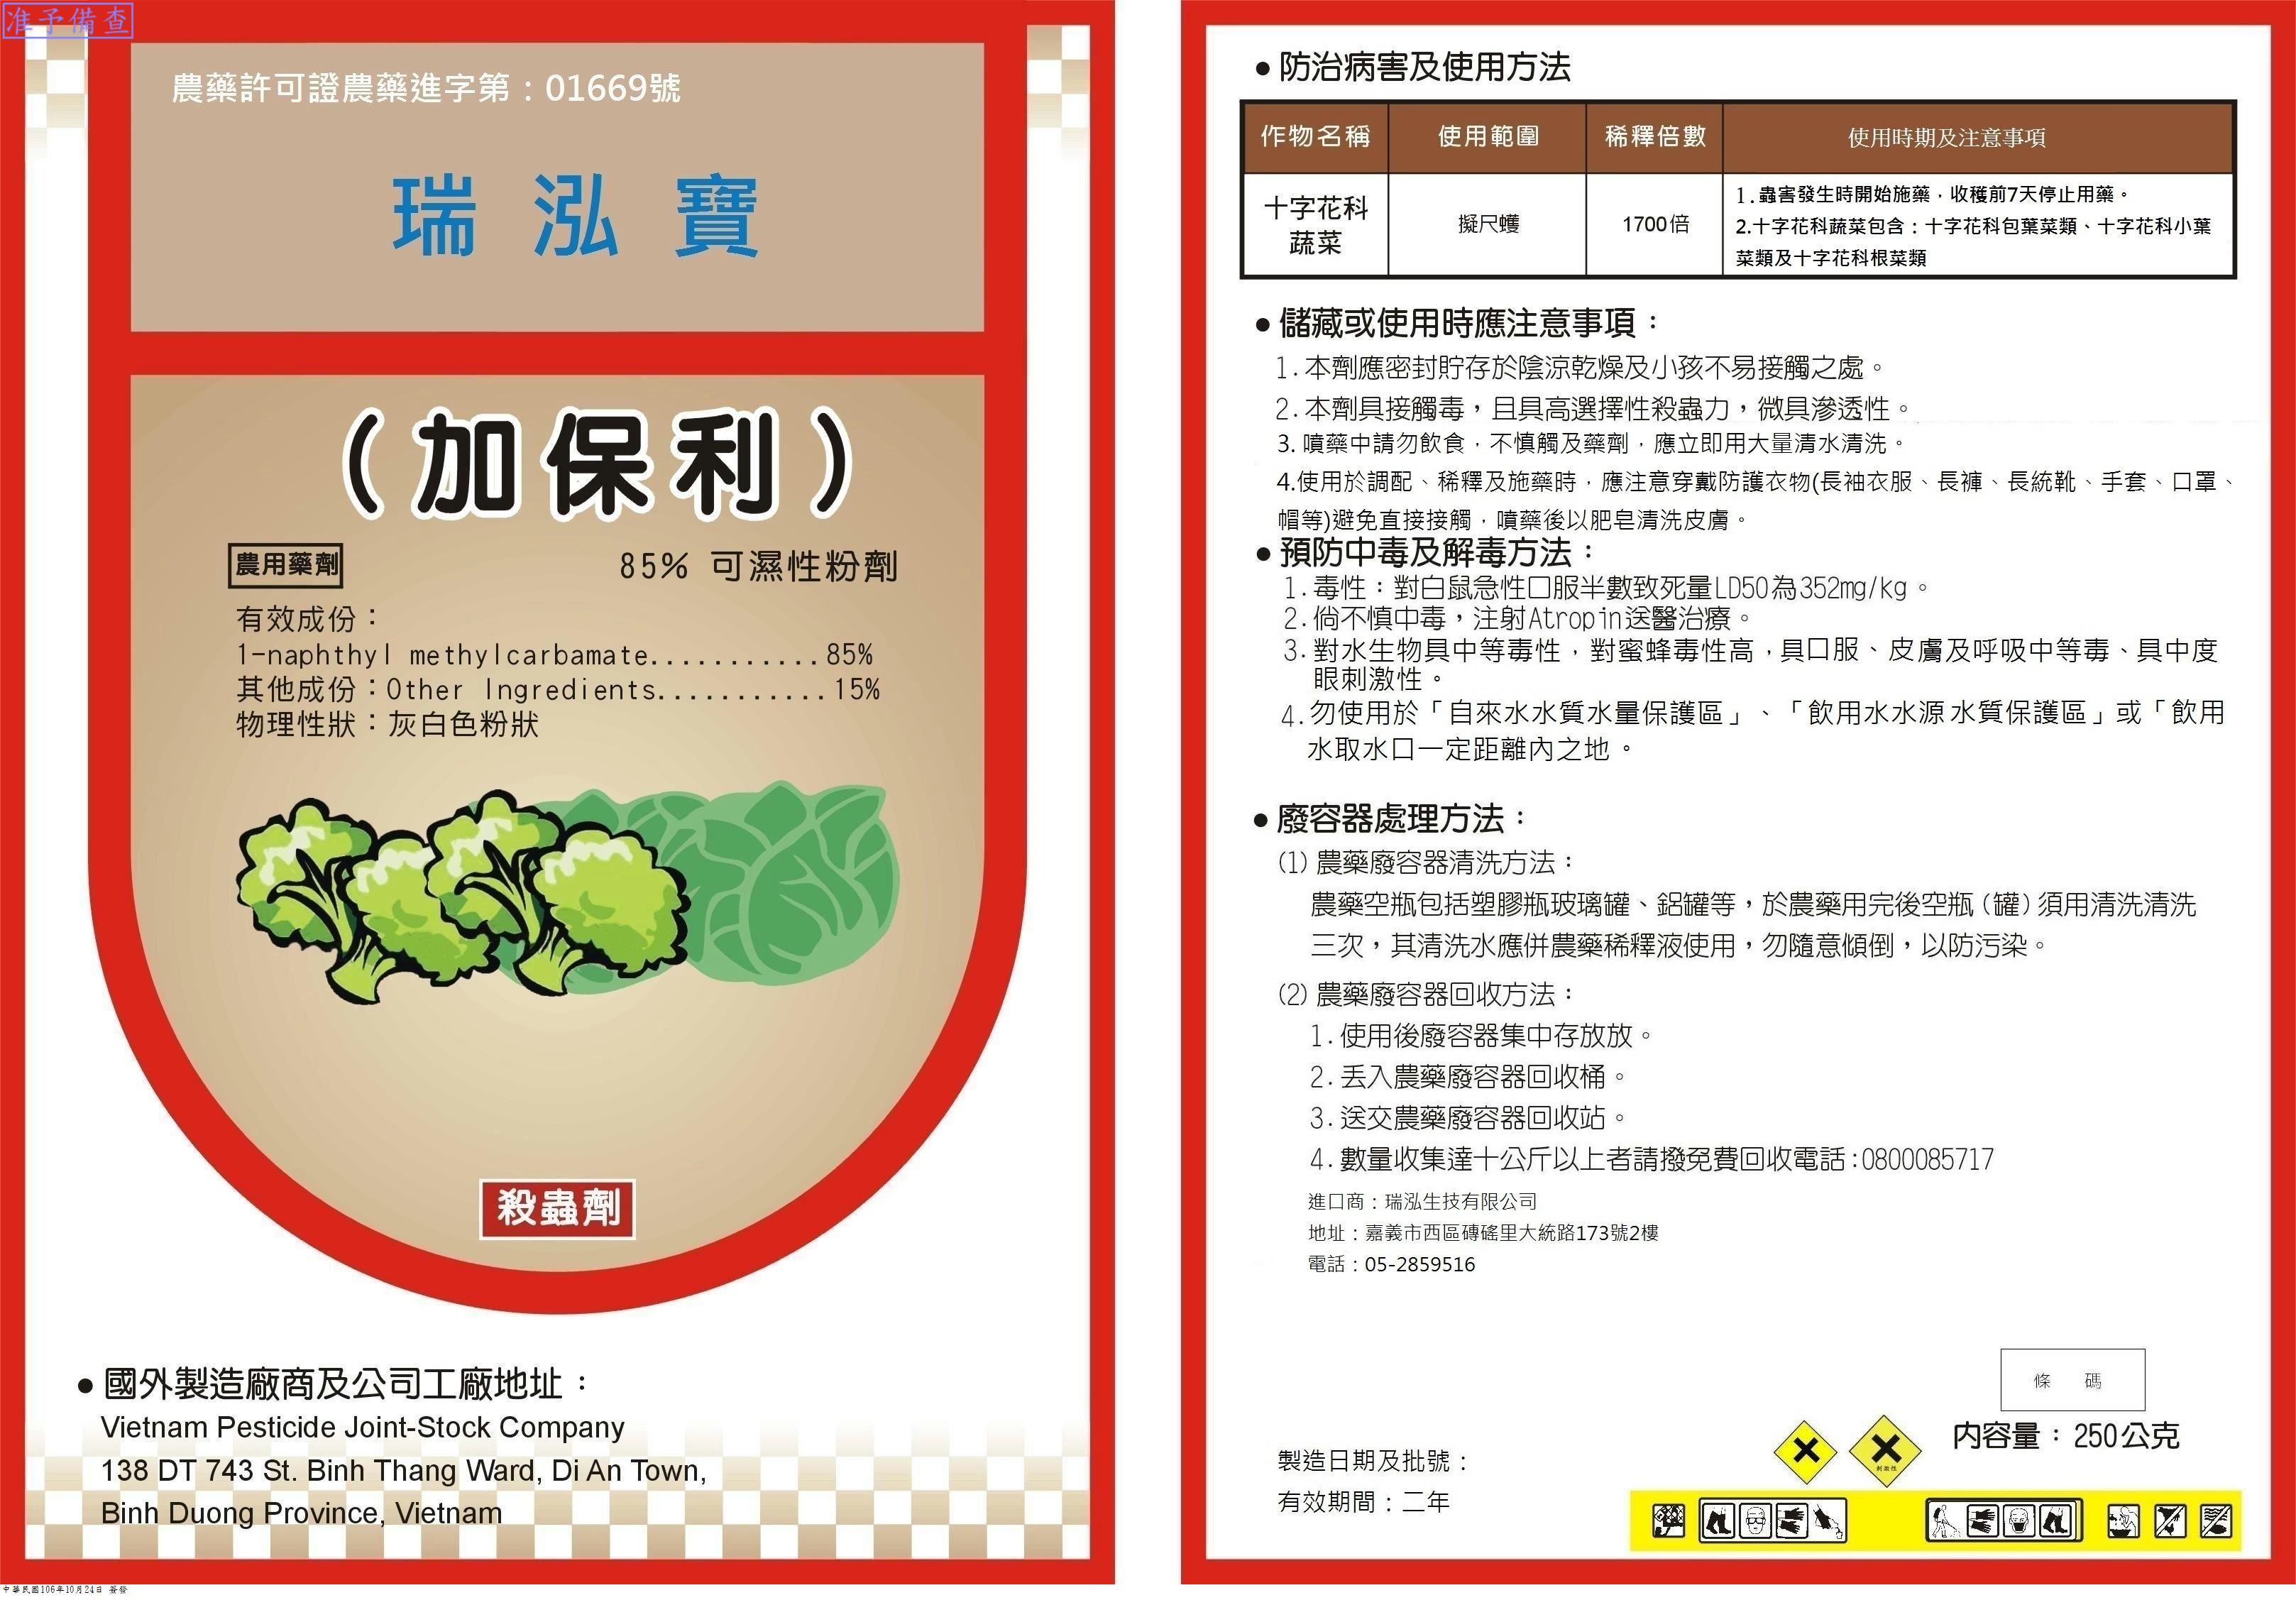 准予備查
農藥許可證農藥進字第：01669號
瑞泓寶
（加保利）
農用藥劑
85% 可濕性粉劑
有效成份：
1-naphthyl methylcarbamate...........85%
其他成份：Other Ingredients...........15%
物理性狀：灰白色粉狀
殺蟲劑
●國外製造廠商及公司工廠地址：
Vietnam Pesticide Joint-Stock Company
138 DT 743 St. Binh Thang Ward, Di An Town,
Binh Duong Province, Vietnam
中華民國106年10月24日 簽發
●防治病害及使用方法
作物名稱 使用範圍 稀釋倍數 使用時期及注意事項
十字花科
蔬菜
擬尺蠖
1700倍
1.蟲害發生時開始施藥，收穫前7天停止用藥。
2.十字花科蔬菜包含：十字花科包葉菜類、十字花科小葉
菜類及十字花科根菜類
●儲藏或使用時應注意事項：
1.本劑應密封貯存於陰涼乾燥及小孩不易接觸之處。
2.本劑具接觸毒，且具高選擇性殺蟲力，微具滲透性。
3.噴藥中請勿飲食，不慎觸及藥劑，應立即用大量清水清洗。
4.使用於調配、稀釋及施藥時，應注意穿戴防護衣物(長袖衣服、長褲、長統靴、手套、口罩、
帽等)避免直接接觸，噴藥後以肥皂清洗皮膚。
●預防中毒及解毒方法：
1.毒性：對白鼠急性口服半數致死量LD50為352mg/kg。
2.倘不慎中毒，注射Atropin送醫治療。
3.對水生物具中等毒性，對蜜蜂毒性高，具口服、皮膚及呼吸中等毒、具中度
眼刺激性。
4.勿使用於「自來水水質水量保護區」、「飲用水水源水質保護區」或「飲用
水取水口一定距離內之地。
●廢容器處理方法：
(1)農藥廢容器清洗方法：
農藥空瓶包括塑膠瓶玻璃罐、鋁罐等，於農藥用完後空瓶（罐）須用清洗清洗
三次，其清洗水應併農藥稀釋液使用，勿隨意傾倒，以防污染。
(2)農藥廢容器回收方法：
1.使用後廢容器集中存放放。
2.丟入農藥廢容器回收桶。
3.送交農藥廢容器回收站。
4.數量收集達十公斤以上者請撥免費回收電話:0800085717
進口商：瑞泓生技有限公司
地址：嘉義市西區磚磘里大統路173號2樓
電話：05-2859516
條 碼
內容量：250公克
刺激性
製造日期及批號：
有效期間：二年